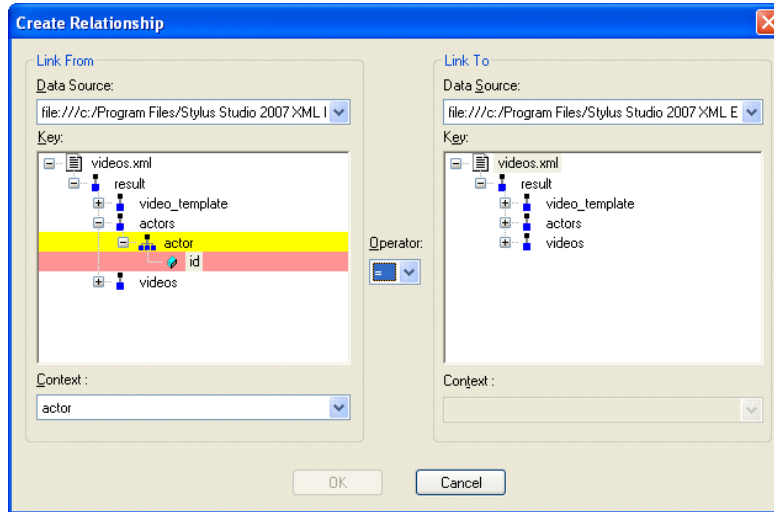 Create Relationship
Link From
Data Source:
file:///c:/Program Files/Stylus Studio 2007 XML I
Key:
videos.xml
result
video_template
actors
actor
id
videos
Context :
actor
Operator:
=
Link To
Data Source:
file:///c:/Program Files/Stylus Studio 2007 XML E
Key:
videos.xml
result
video_template
actors
videos
Context :
OK
Cancel